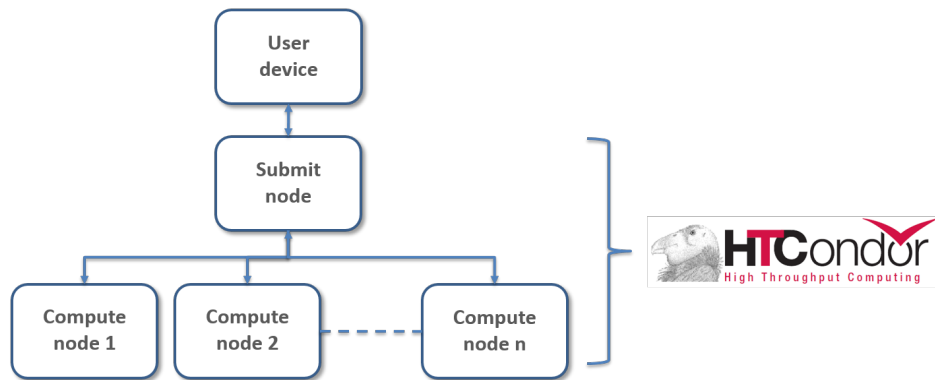 User
device
Submit
node
Compute
node 1
Compute
node 2
Compute
node n
HTCondor
High Throughput Computing